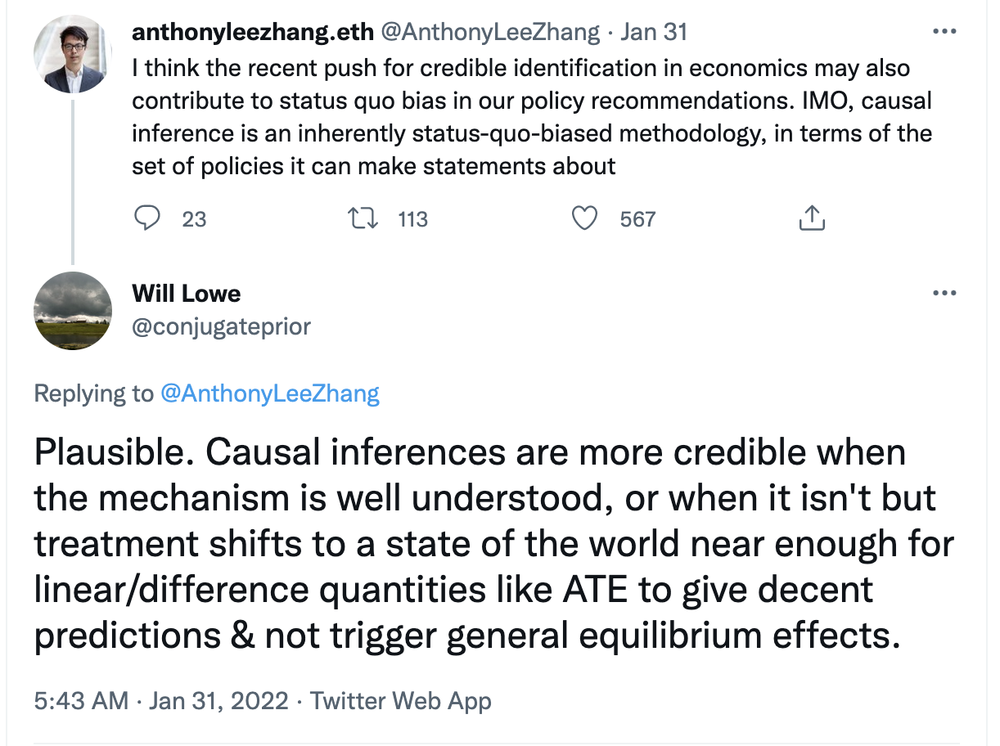 anthonyleezhang.eth @AnthonyLeeZhang · Jan 31
I think the recent push for credible identification in economics may also
contribute to status quo bias in our policy recommendations. IMO, causal
inference is an inherently status-quo-biased methodology, in terms of the
set of policies it can make statements about
23 113 567
Will Lowe
@conjugateprior
Replying to @AnthonyLeeZhang
Plausible. Causal inferences are more credible when
the mechanism is well understood, or when it isn't but
treatment shifts to a state of the world near enough for
linear/difference quantities like ATE to give decent
predictions & not trigger general equilibrium effects.
5:43 AM · Jan 31, 2022 · Twitter Web App